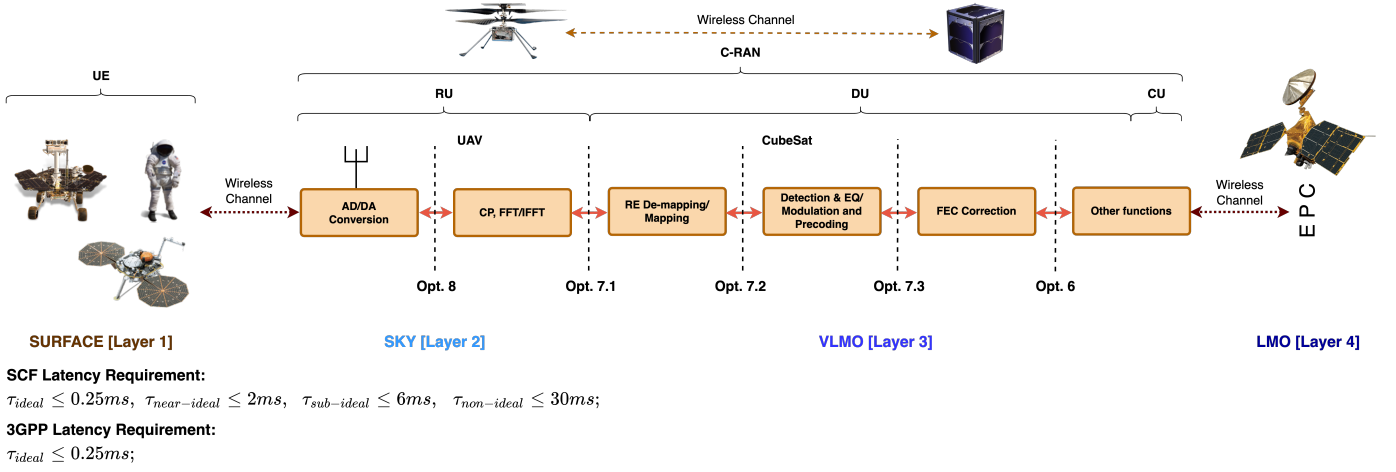 Wireless Channel
C-RAN
UE
RU
DU
CU
UAV
CubeSat
Wireless
Channel
AD/DA
Conversion
CP, FFT/IFFT
RE De-mapping/
Mapping
Detection & EQ/
Modulation and
Precoding
FEC Correction
Other functions
Wireless
Channel
EPC
Opt. 8
Opt. 7.1
Opt. 7.2
Opt. 7.3
Opt. 6
SURFACE [Layer 1]
SKY [Layer 2]
VLMO [Layer 3]
LMO [Layer 4]
SCF Latency Requirement:
τ_ideal ≤ 0.25ms, τ_near−ideal ≤ 2ms, τ_sub−ideal ≤ 6ms, τ_non−ideal ≤ 30ms;
3GPP Latency Requirement:
τ_ideal ≤ 0.25ms;